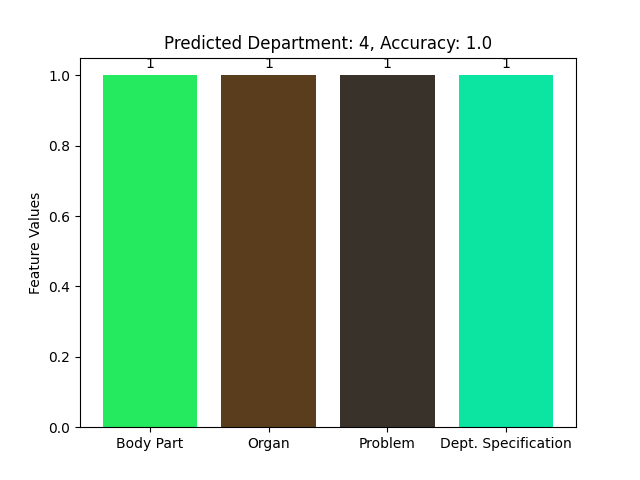 Predicted Department: 4, Accuracy: 1.0
1 1 1 1
1.0
0.8
0.6
0.4
0.2
0.0
Feature Values
Body Part Organ Problem Dept. Specification